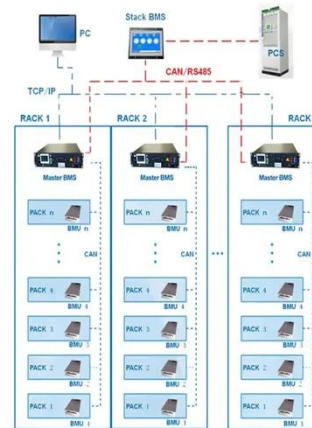 PC
Stack BMS
PCS
CAN/RS485
TCP/IP
RACK 1
RACK 2
RACK
Master BMS
Master BMS
Master BMS
PACK n
BMU n
PACK n
BMU n
PACK n
BMU n
CAN
CAN
CAN
PACK 4
BMU 4
PACK 4
BMU 4
PACK 4
BMU 4
PACK 3
BMU 3
PACK 3
BMU 3
PACK 3
BMU 3
PACK 2
BMU 2
PACK 2
BMU 2
PACK 2
BMU 2
PACK 1
BMU 1
PACK 1
BMU 1
PACK 1
BMU 1